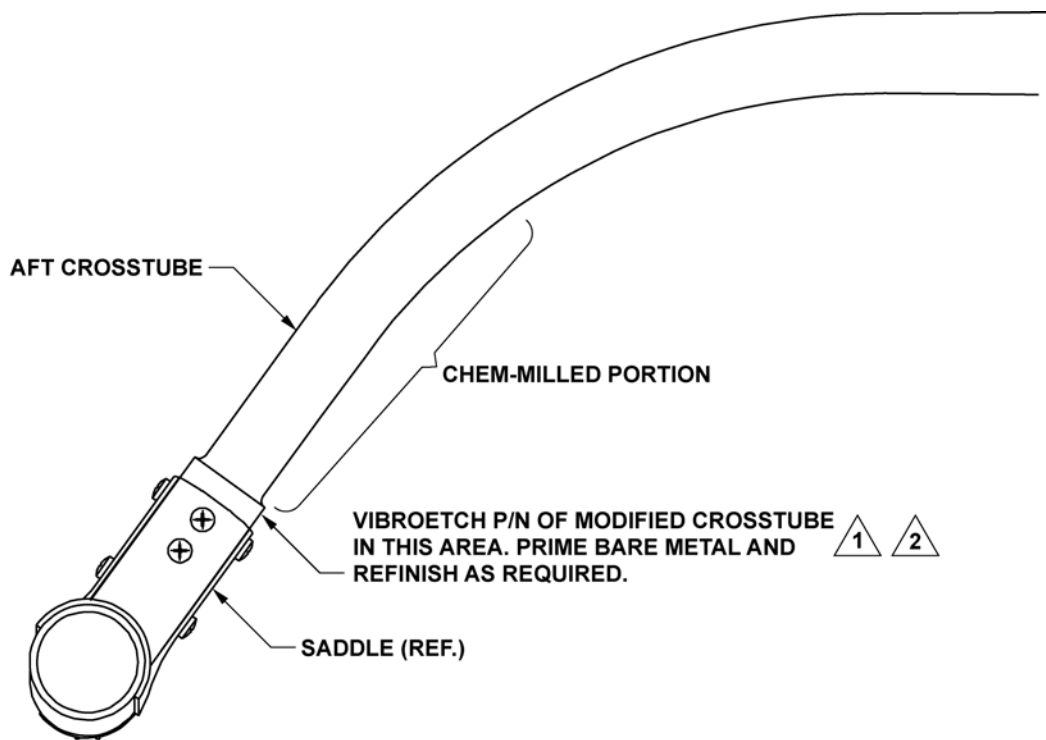 AFT CROSSTUBE
CHEM-MILLED PORTION
VIBROETCH P/N OF MODIFIED CROSSTUBE
IN THIS AREA. PRIME BARE METAL AND
REFINISH AS REQUIRED.
1 2
SADDLE (REF.)